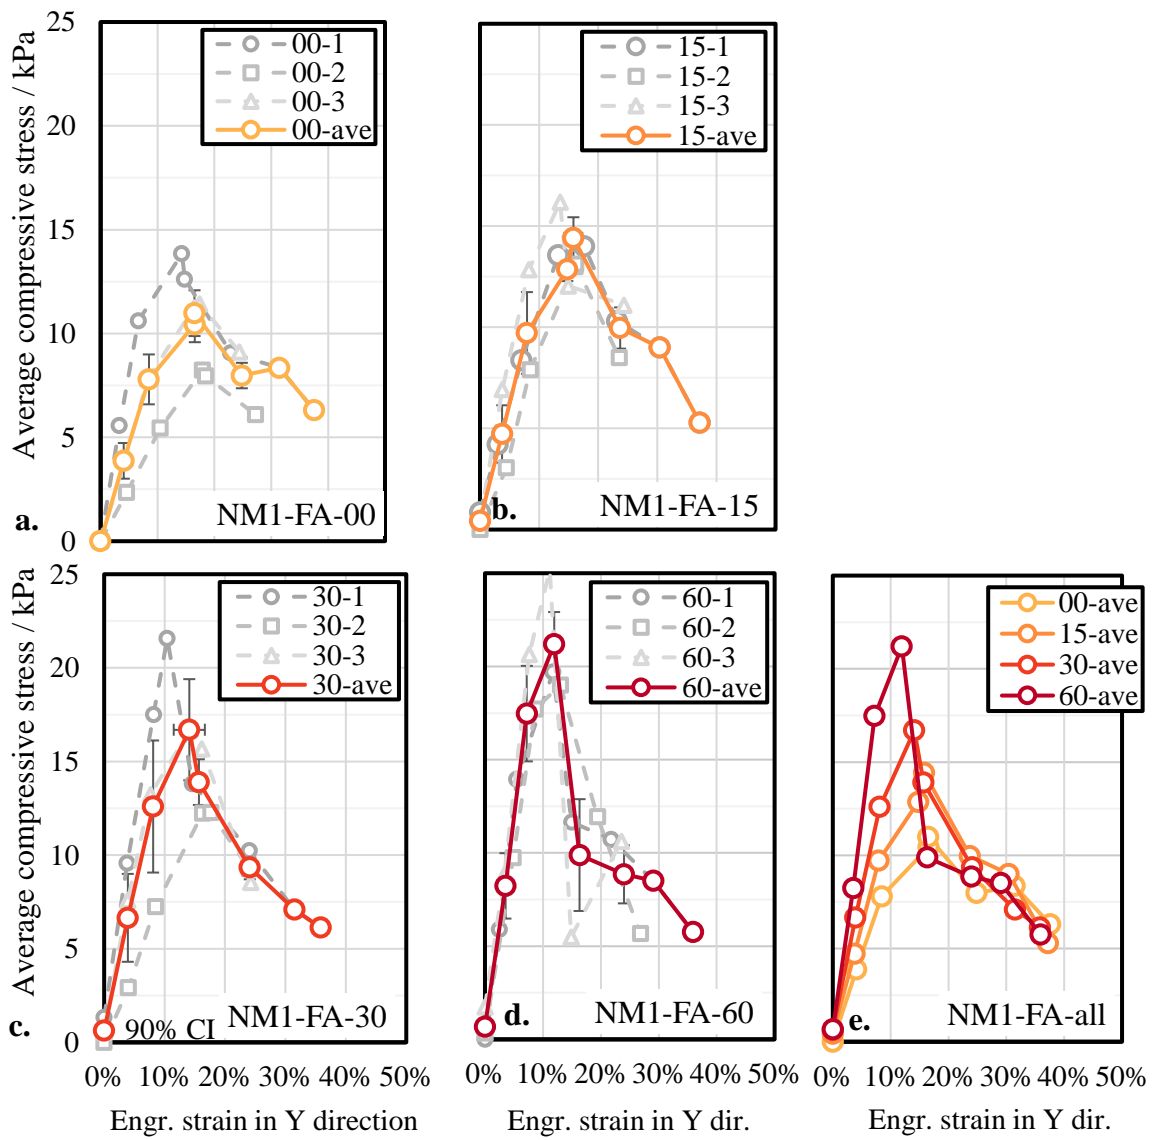 25
20
15
10
5
0
Average compressive stress / kPa
00-1
00-2
00-3
00-ave
a.
NM1-FA-00
15-1
15-2
15-3
15-ave
b.
NM1-FA-15
25
20
15
10
5
0
Average compressive stress / kPa
30-1
30-2
30-3
30-ave
c.
90% CI
NM1-FA-30
0% 10% 20% 30% 40% 50%
Engr. strain in Y direction
60-1
60-2
60-3
60-ave
d.
NM1-FA-60
0% 10% 20% 30% 40% 50%
Engr. strain in Y dir.
00-ave
15-ave
30-ave
60-ave
e.
NM1-FA-all
0% 10% 20% 30% 40% 50%
Engr. strain in Y dir.